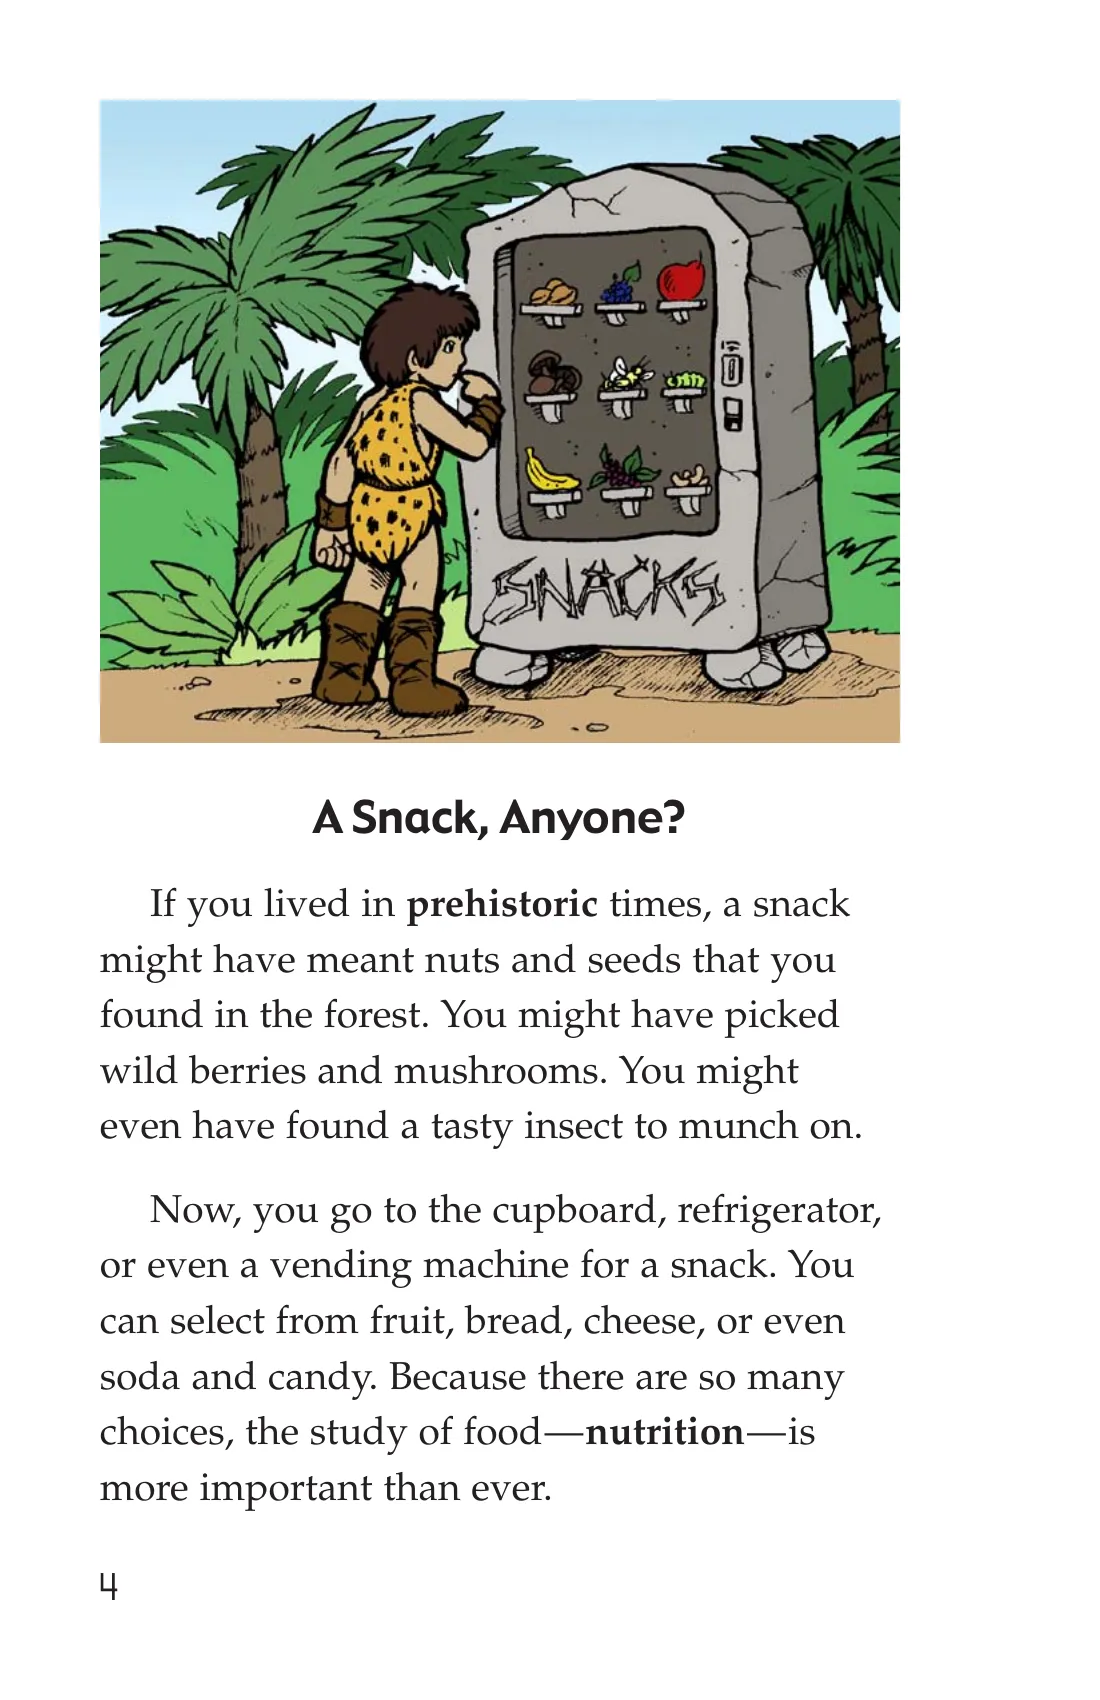 SNACKS
A Snack, Anyone?
If you lived in prehistoric times, a snack
might have meant nuts and seeds that you
found in the forest. You might have picked
wild berries and mushrooms. You might
even have found a tasty insect to munch on.
Now, you go to the cupboard, refrigerator,
or even a vending machine for a snack. You
can select from fruit, bread, cheese, or even
soda and candy. Because there are so many
choices, the study of food—nutrition—is
more important than ever.
4